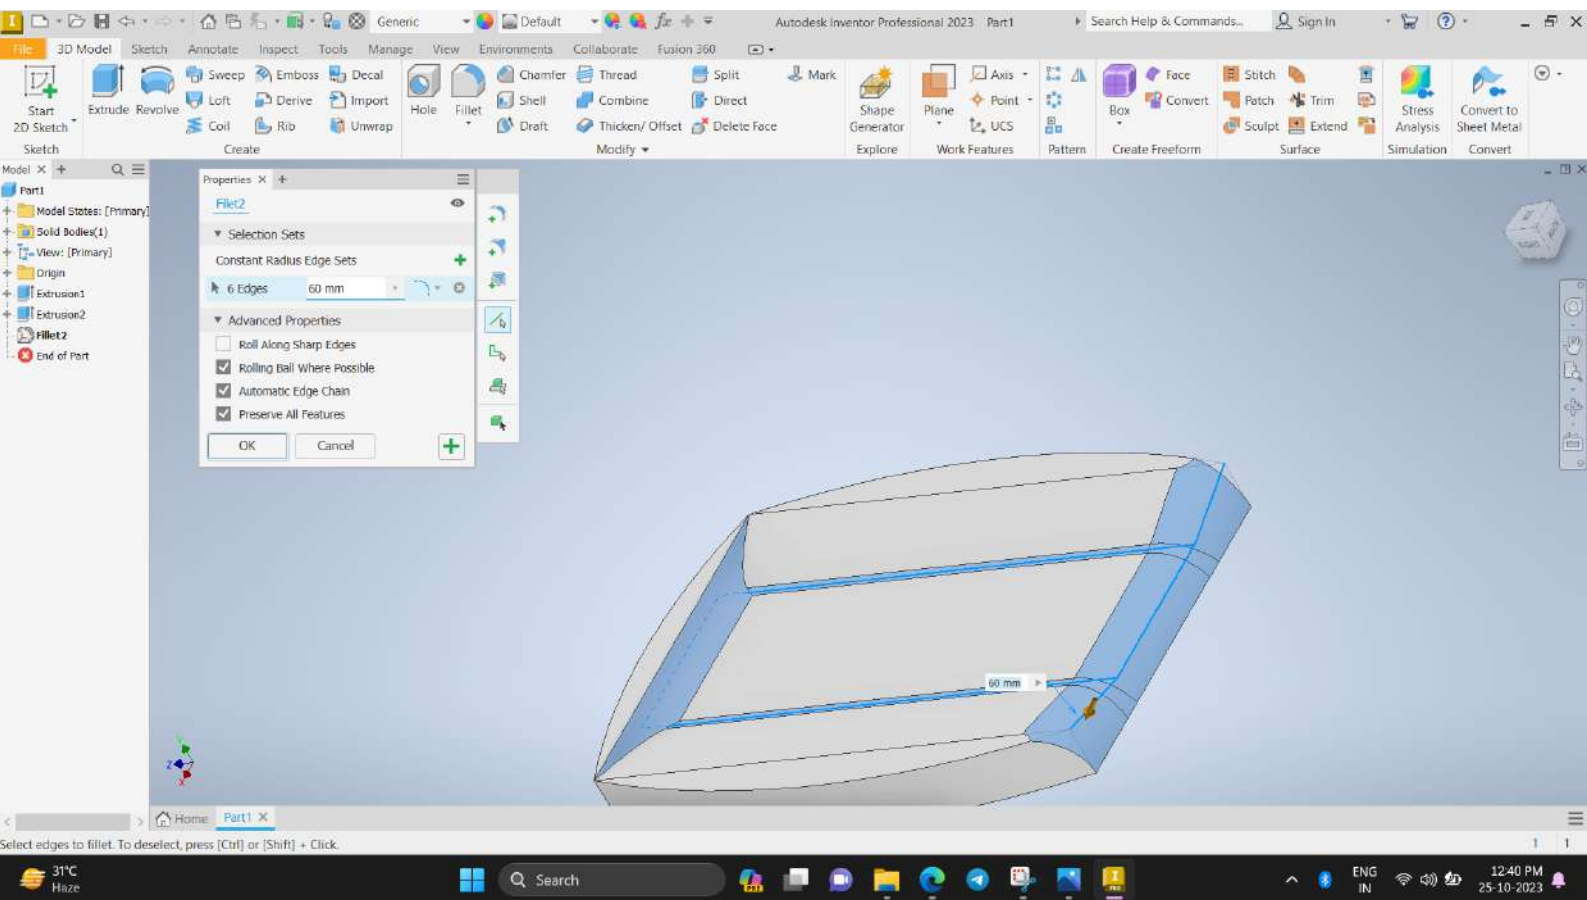 Generic
Default
Autodesk Inventor Professional 2023 Part1
Search Help & Commands...
Sign In
File 3D Model Sketch Annotate Inspect Tools Manage View Environments Collaborate Fusion 360
Start
2D Sketch
Sketch
Extrude Revolve
Sweep Emboss Decal
Loft Derive Import
Coil Rib Unwrap
Create
Hole Fillet
Chamfer Thread Split Mark
Shell Combine Direct
Draft Thicken/ Offset Delete Face
Modify
Shape
Generator
Explore
Plane
Axis
Point
UCS
Work Features
Pattern
Box
Face
Convert
Create Freeform
Stitch
Patch Trim
Sculpt Extend
Surface
Stress
Analysis
Simulation
Convert to
Sheet Metal
Convert
Model
Part1
Model States: [Primary]
Solid Bodies(1)
View: [Primary]
Origin
Extrusion1
Extrusion2
Fillet2
End of Part
Properties
Fillet2
Selection Sets
Constant Radius Edge Sets
6 Edges 60 mm
Advanced Properties
Roll Along Sharp Edges
Rolling Ball Where Possible
Automatic Edge Chain
Preserve All Features
OK Cancel
60 mm
Y
Z
X
Home Part1
Select edges to fillet. To deselect, press [Ctrl] or [Shift] + Click.
1 1
31°C
Haze
Search
ENG
IN
12:40 PM
25-10-2023